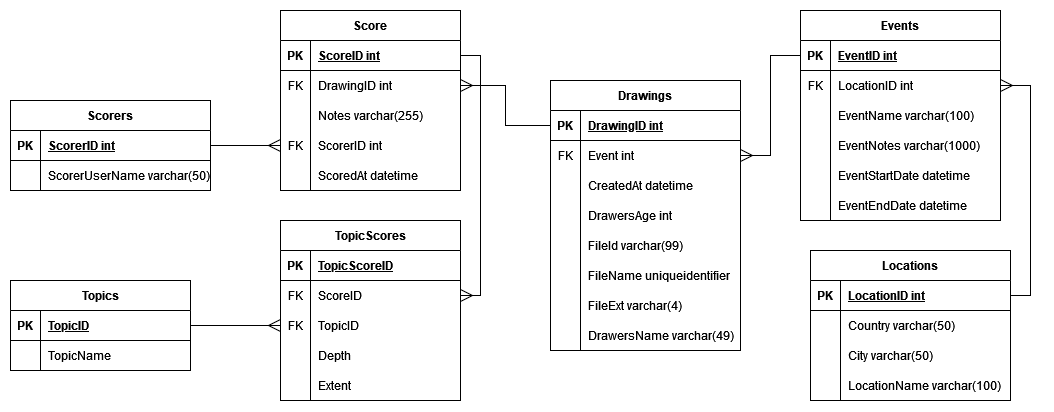 Score
PK ScoreID int
FK DrawingID int
Notes varchar(255)
FK ScorerID int
ScoredAt datetime
Scorers
PK ScorerID int
ScorerUserName varchar(50)
TopicScores
PK TopicScoreID
FK ScoreID
FK TopicID
Depth
Extent
Topics
PK TopicID
TopicName
Drawings
PK DrawingID int
FK Event int
CreatedAt datetime
DrawersAge int
FileId varchar(99)
FileName uniqueidentifier
FileExt varchar(4)
DrawersName varchar(49)
Events
PK EventID int
FK LocationID int
EventName varchar(100)
EventNotes varchar(1000)
EventStartDate datetime
EventEndDate datetime
Locations
PK LocationID int
Country varchar(50)
City varchar(50)
LocationName varchar(100)